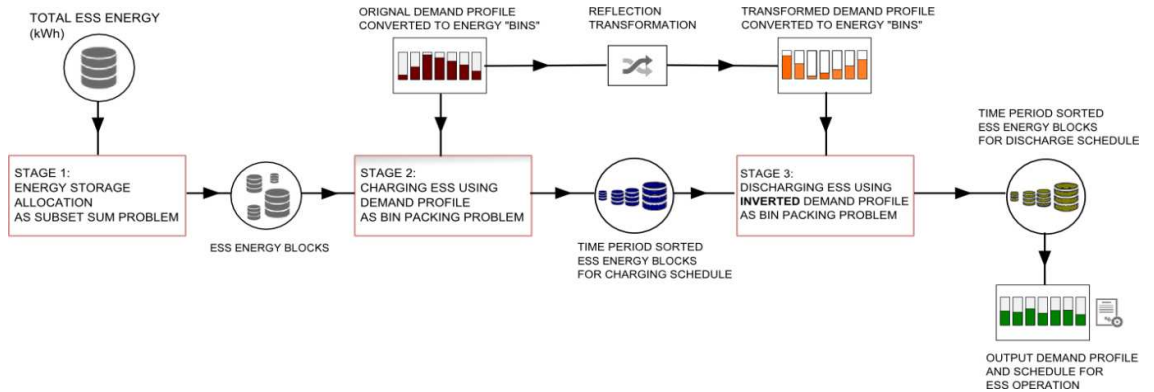 TOTAL ESS ENERGY
(kWh)
ORIGNAL DEMAND PROFILE
CONVERTED TO ENERGY "BINS"
REFLECTION
TRANSFORMATION
TRANSFORMED DEMAND PROFILE
CONVERTED TO ENERGY "BINS"
STAGE 1:
ENERGY STORAGE
ALLOCATION
AS SUBSET SUM PROBLEM
ESS ENERGY BLOCKS
STAGE 2:
CHARGING ESS USING
DEMAND PROFILE
AS BIN PACKING PROBLEM
TIME PERIOD SORTED
ESS ENERGY BLOCKS
FOR CHARGING SCHEDULE
STAGE 3:
DISCHARGING ESS USING
INVERTED DEMAND PROFILE
AS BIN PACKING PROBLEM
TIME PERIOD SORTED
ESS ENERGY BLOCKS
FOR DISCHARGE SCHEDULE
OUTPUT DEMAND PROFILE
AND SCHEDULE FOR
ESS OPERATION